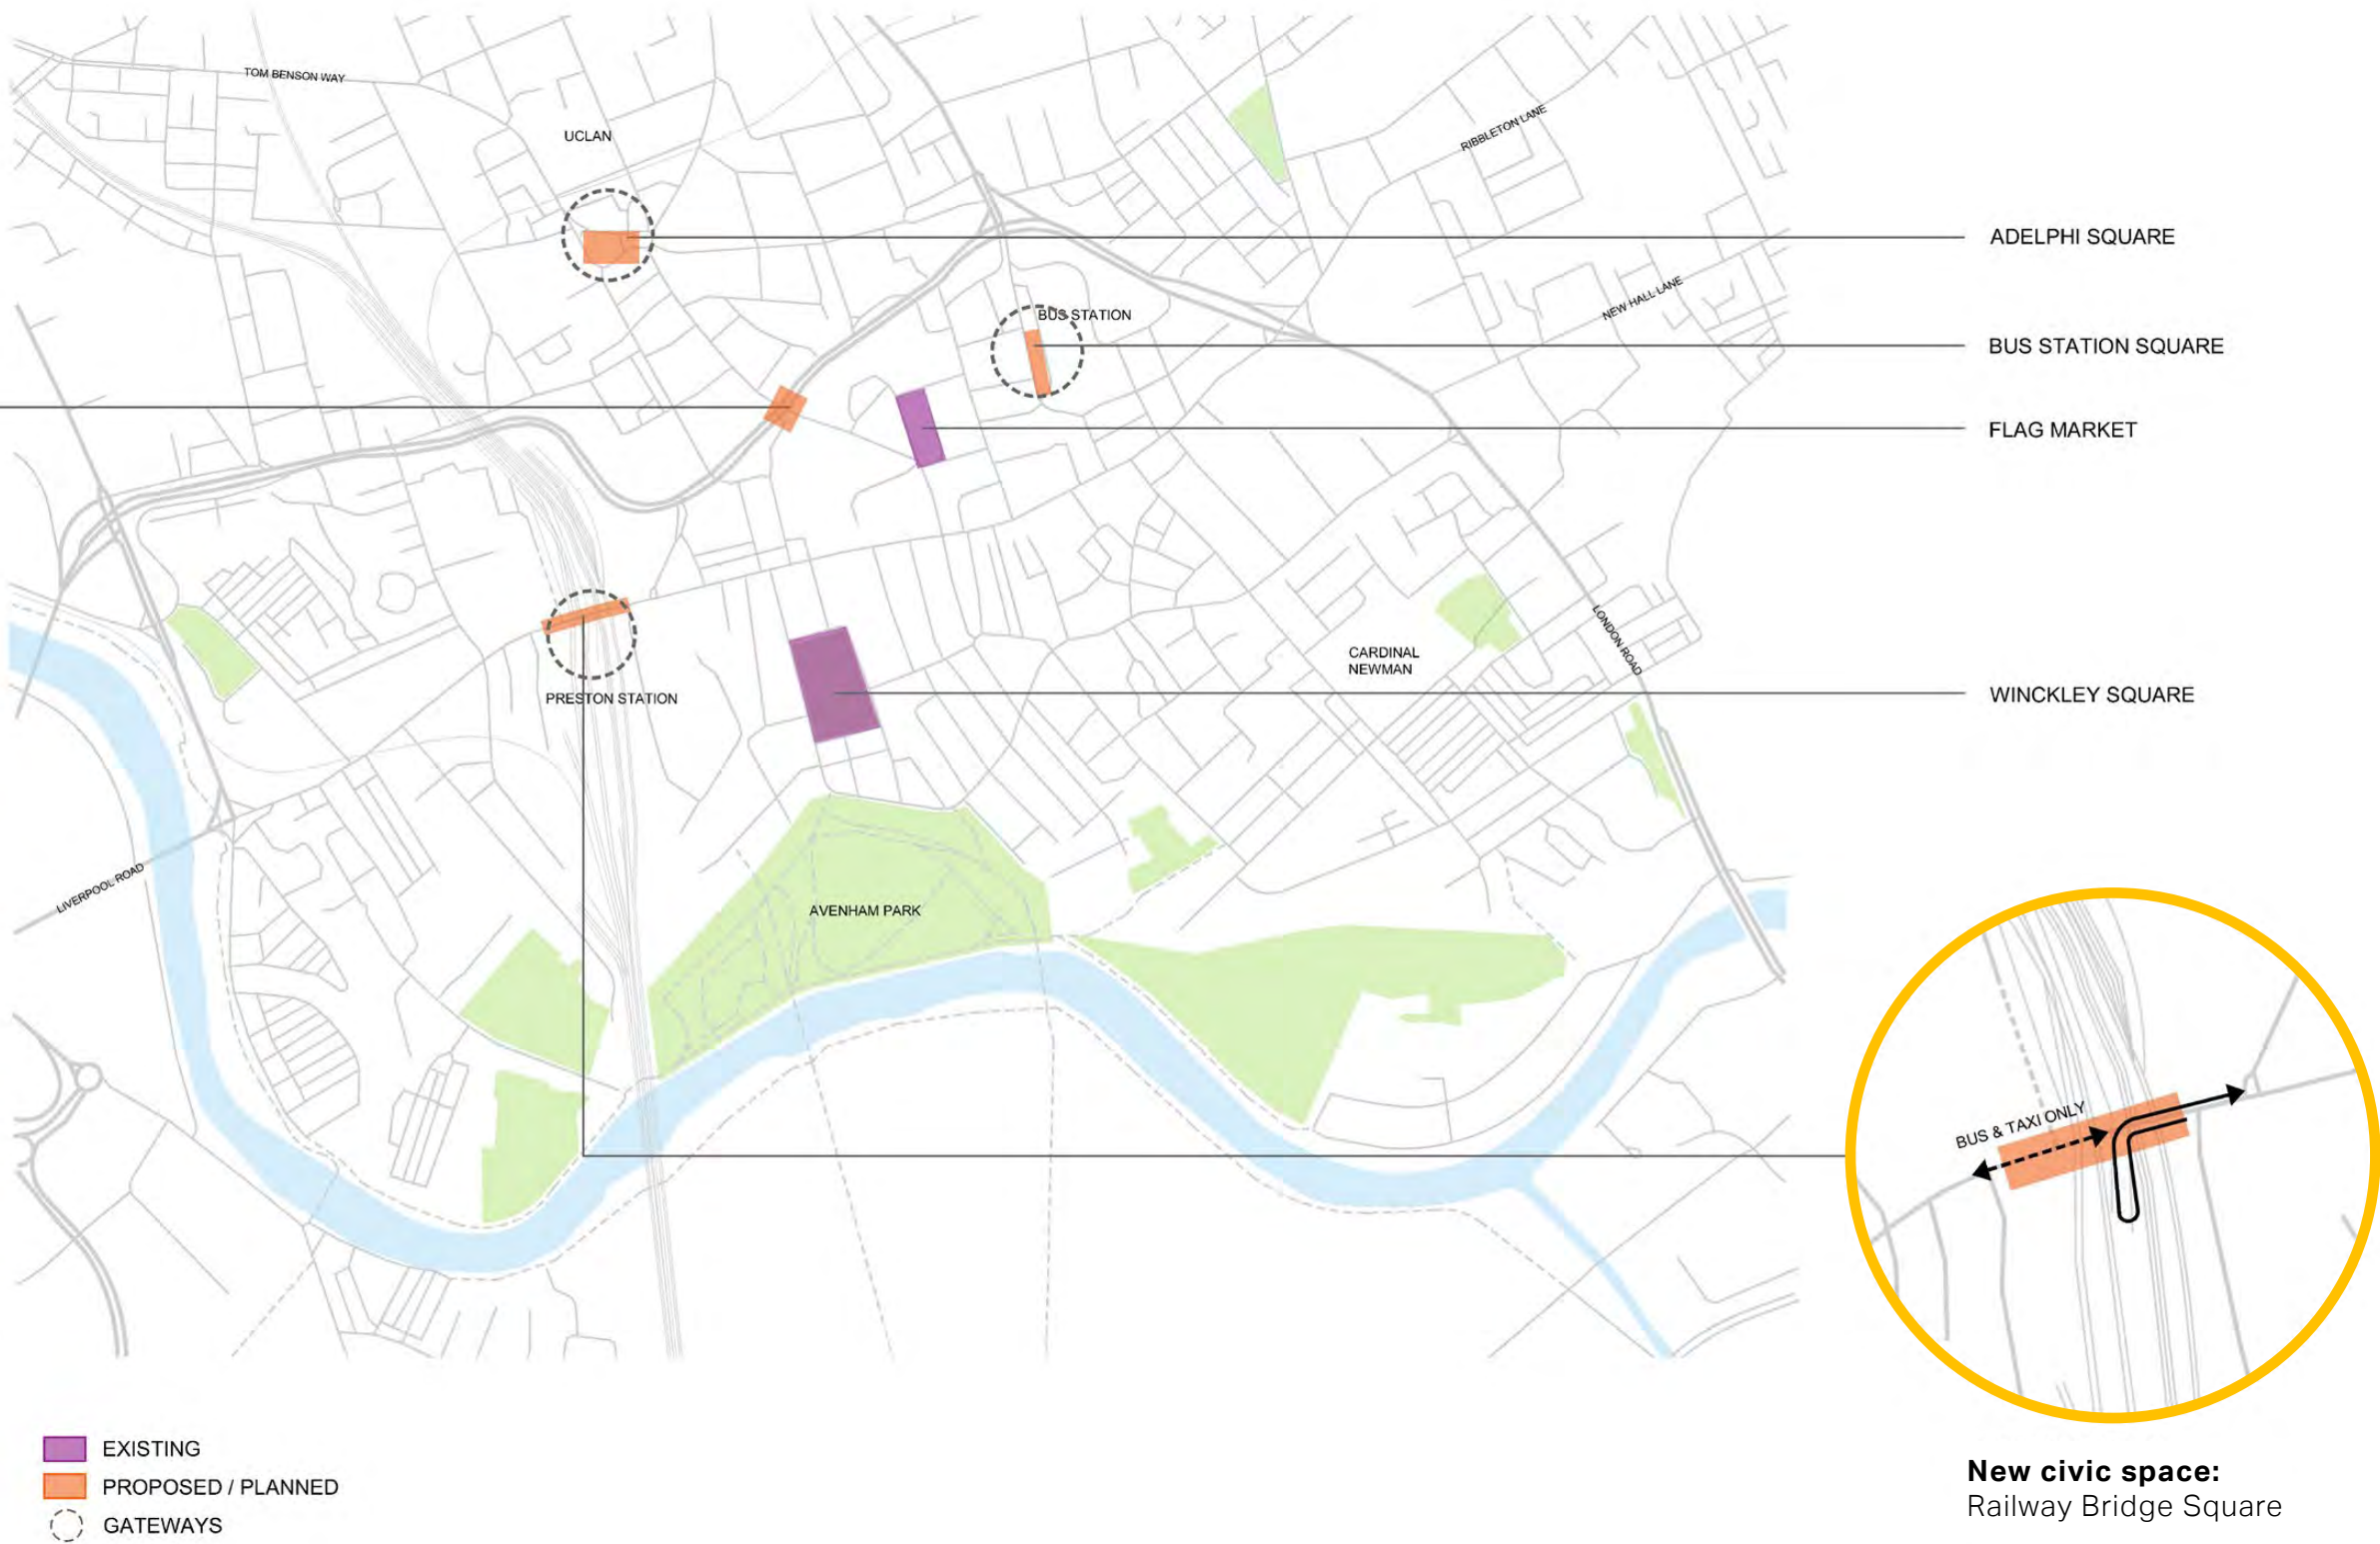 TOM BENSON WAY
UCLAN
RIBBLETON LANE
ADELPHI SQUARE
NEW HALL LANE
BUS STATION
BUS STATION SQUARE
FLAG MARKET
LONDON ROAD
CARDINAL
NEWMAN
PRESTON STATION
WINCKLEY SQUARE
LIVERPOOL ROAD
AVENHAM PARK
BUS & TAXI ONLY
EXISTING
PROPOSED / PLANNED
GATEWAYS
New civic space:
Railway Bridge Square